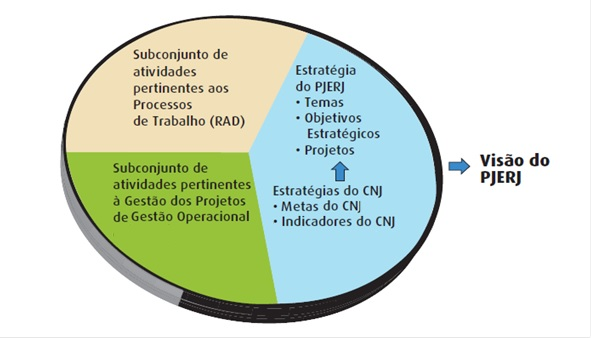 Subconjunto de
atividades
pertinentes aos
Processos
de Trabalho (RAD)
Estratégia
do PJERJ
• Temas
• Objetivos
Estratégicos
• Projetos
Subconjunto de
atividades pertinentes
à Gestão dos Projetos
de Gestão Operacional
Estratégias do CNJ
• Metas do CNJ
• Indicadores do CNJ
Visão do
PJERJ